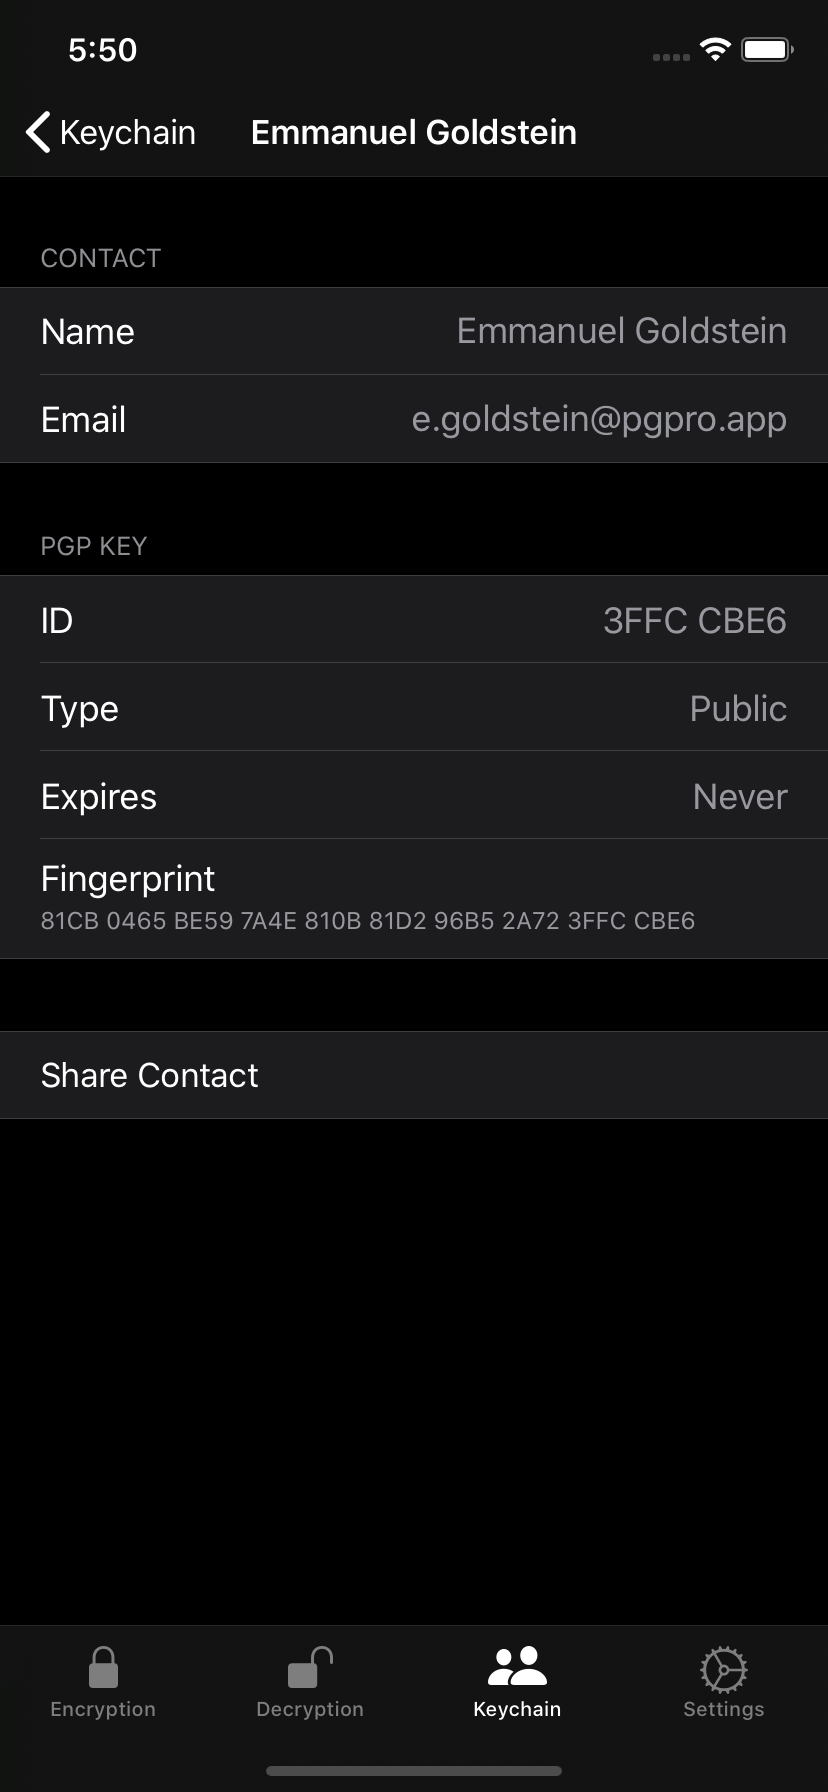 5:50
Keychain Emmanuel Goldstein
CONTACT
Name Emmanuel Goldstein
Email e.goldstein@pgpro.app
PGP KEY
ID 3FFC CBE6
Type Public
Expires Never
Fingerprint
81CB 0465 BE59 7A4E 810B 81D2 96B5 2A72 3FFC CBE6
Share Contact
Encryption Decryption Keychain Settings